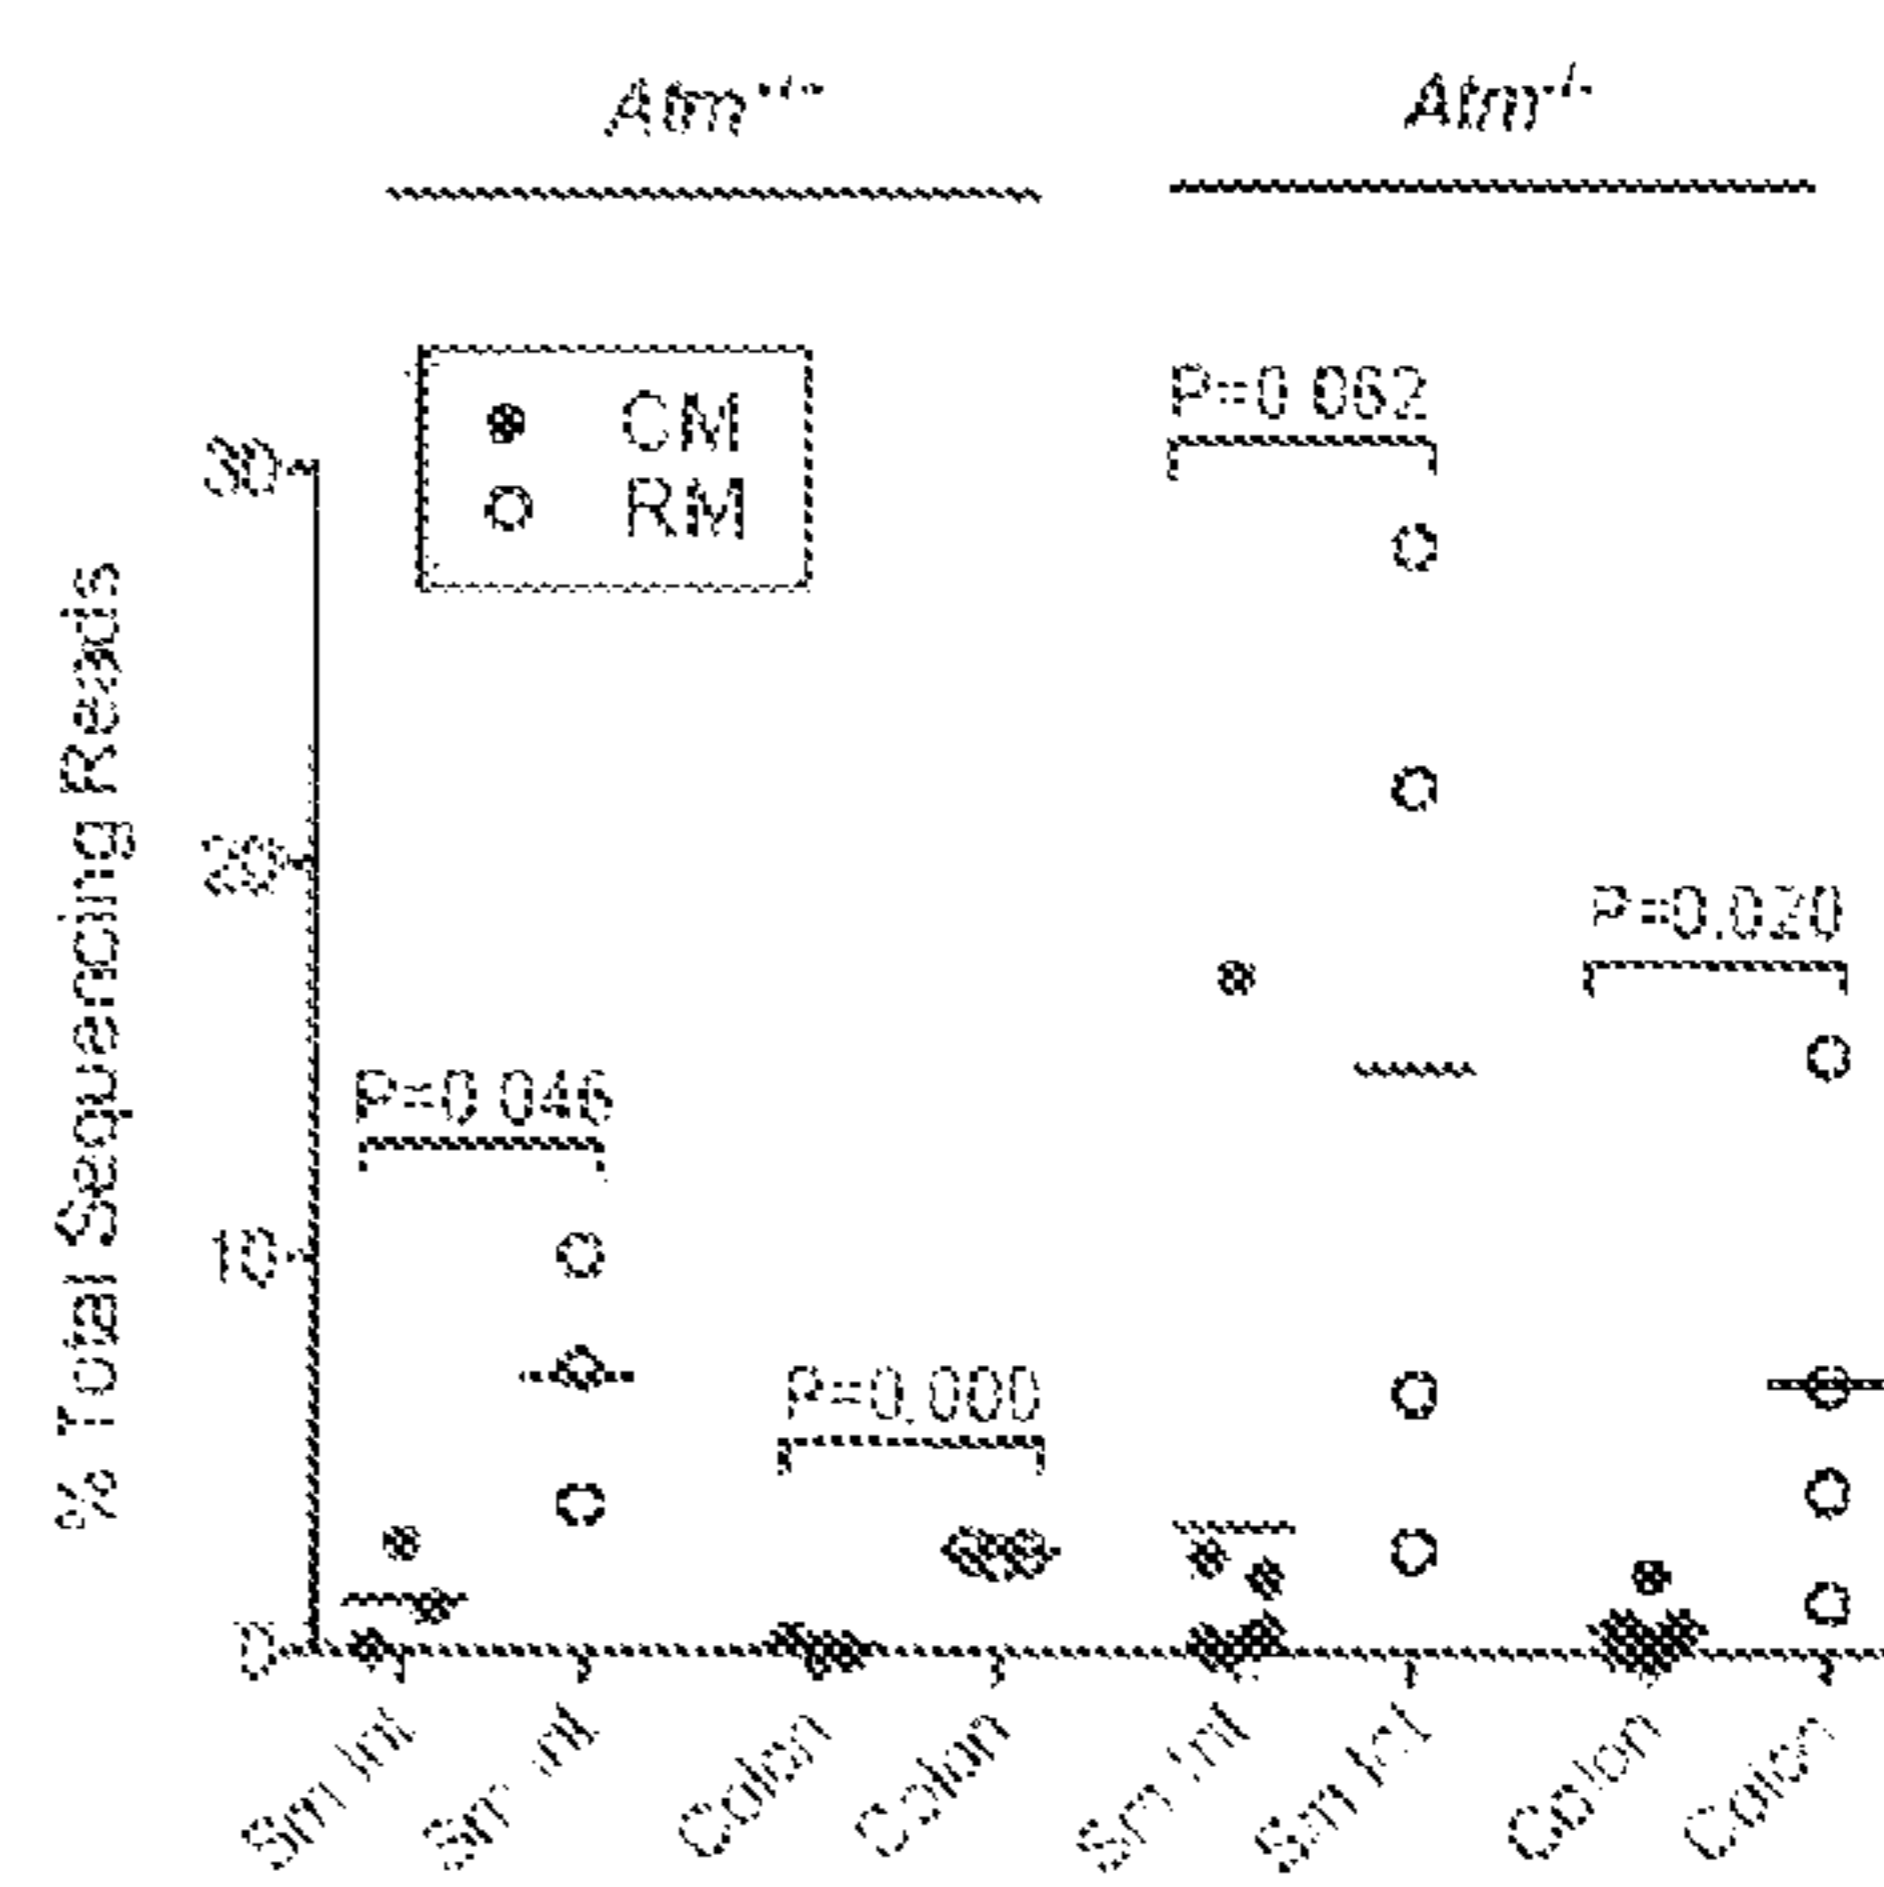 Atm+/+
Atm-/-
CM
RM
P=0.062
P=0.020
P=0.046
P=0.000
30
20
10
0
% Total Sequencing Reads
Sm Int
Sm Int
Colon
Colon
Sm Int
Sm Int
Colon
Colon